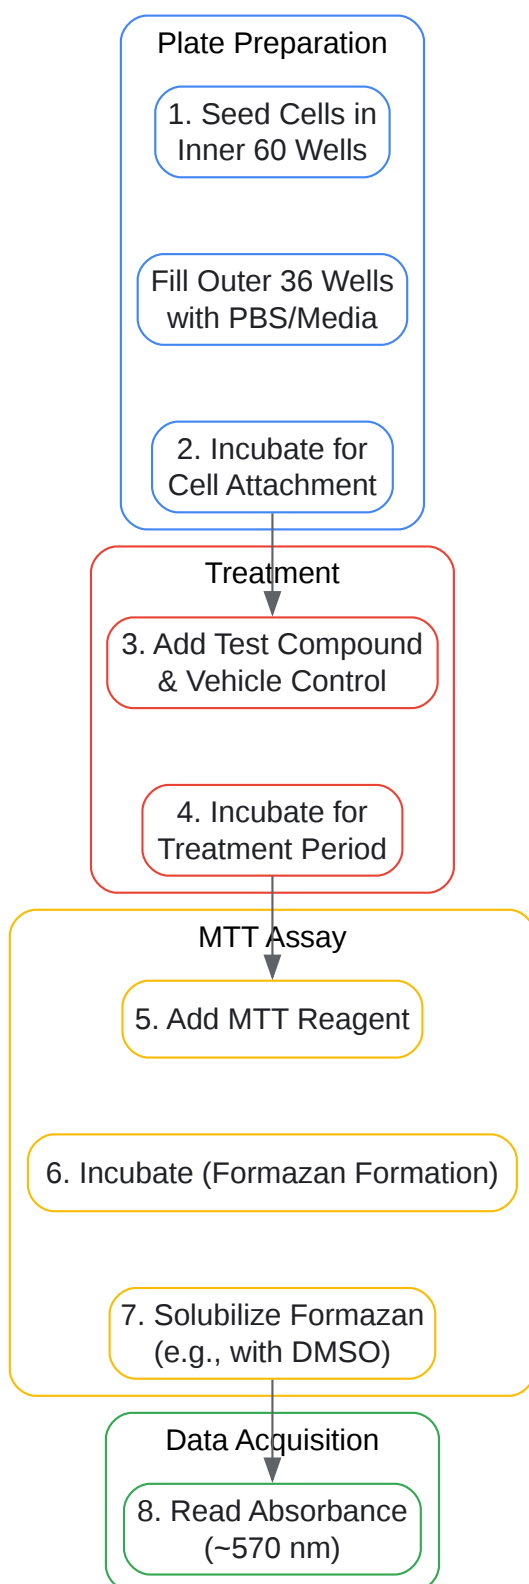 Plate Preparation
1. Seed Cells in
Inner 60 Wells
Fill Outer 36 Wells
with PBS/Media
2. Incubate for
Cell Attachment
Treatment
3. Add Test Compound
& Vehicle Control
4. Incubate for
Treatment Period
MTT Assay
5. Add MTT Reagent
6. Incubate (Formazan Formation)
7. Solubilize Formazan
(e.g., with DMSO)
Data Acquisition
8. Read Absorbance
(~570 nm)